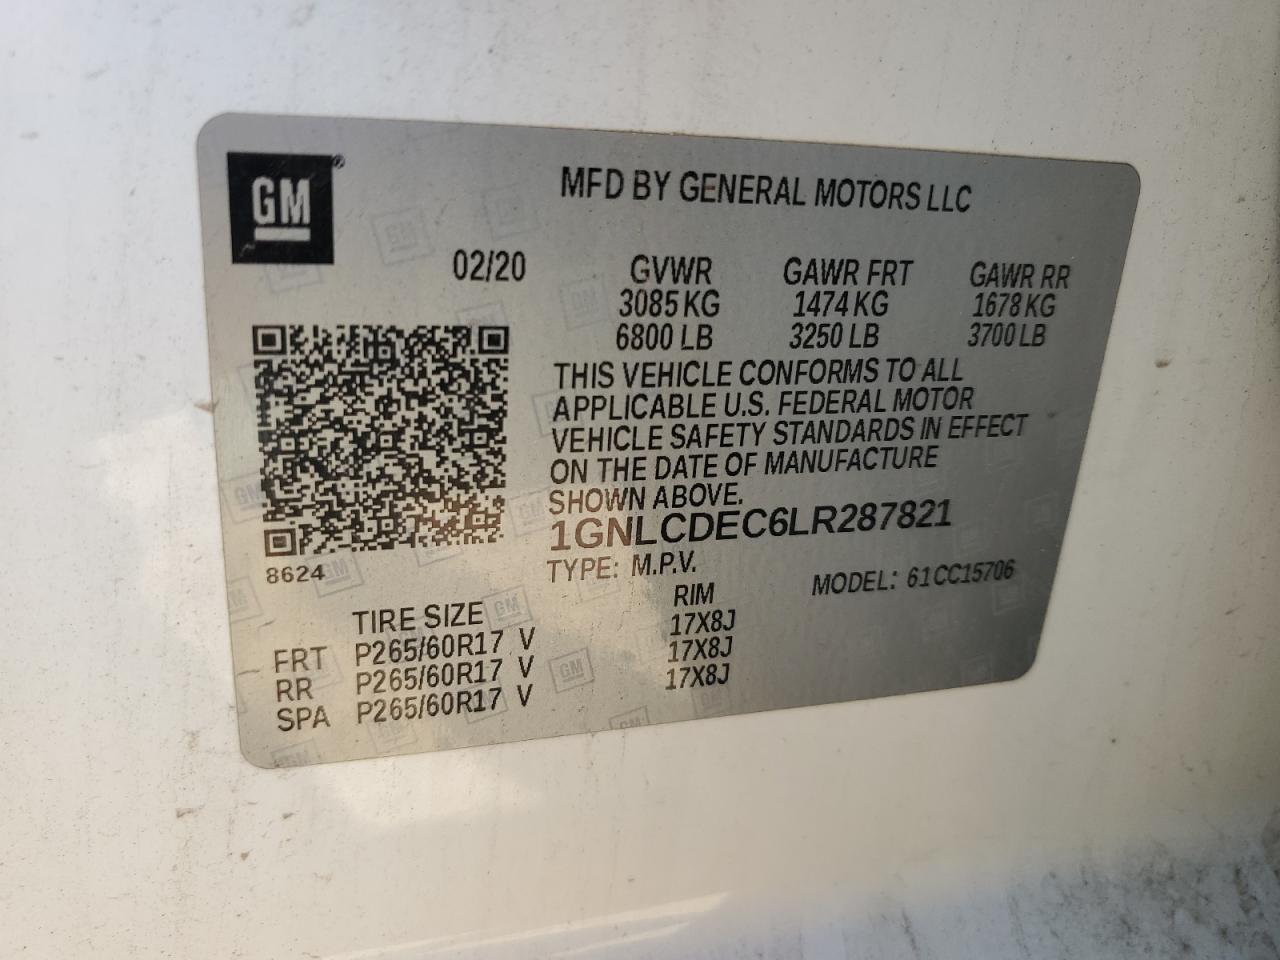 GM®
MFD BY GENERAL MOTORS LLC
02/20 GVWR GAWR FRT GAWR RR
3085 KG 1474 KG 1678 KG
6800 LB 3250 LB 3700 LB
THIS VEHICLE CONFORMS TO ALL
APPLICABLE U.S. FEDERAL MOTOR
VEHICLE SAFETY STANDARDS IN EFFECT
ON THE DATE OF MANUFACTURE
SHOWN ABOVE.
1GNLCDEC6LR287821
8624 TYPE: M.P.V. MODEL: 61CC15706
TIRE SIZE RIM
FRT P265/60R17 V 17X8J
RR P265/60R17 V 17X8J
SPA P265/60R17 V 17X8J